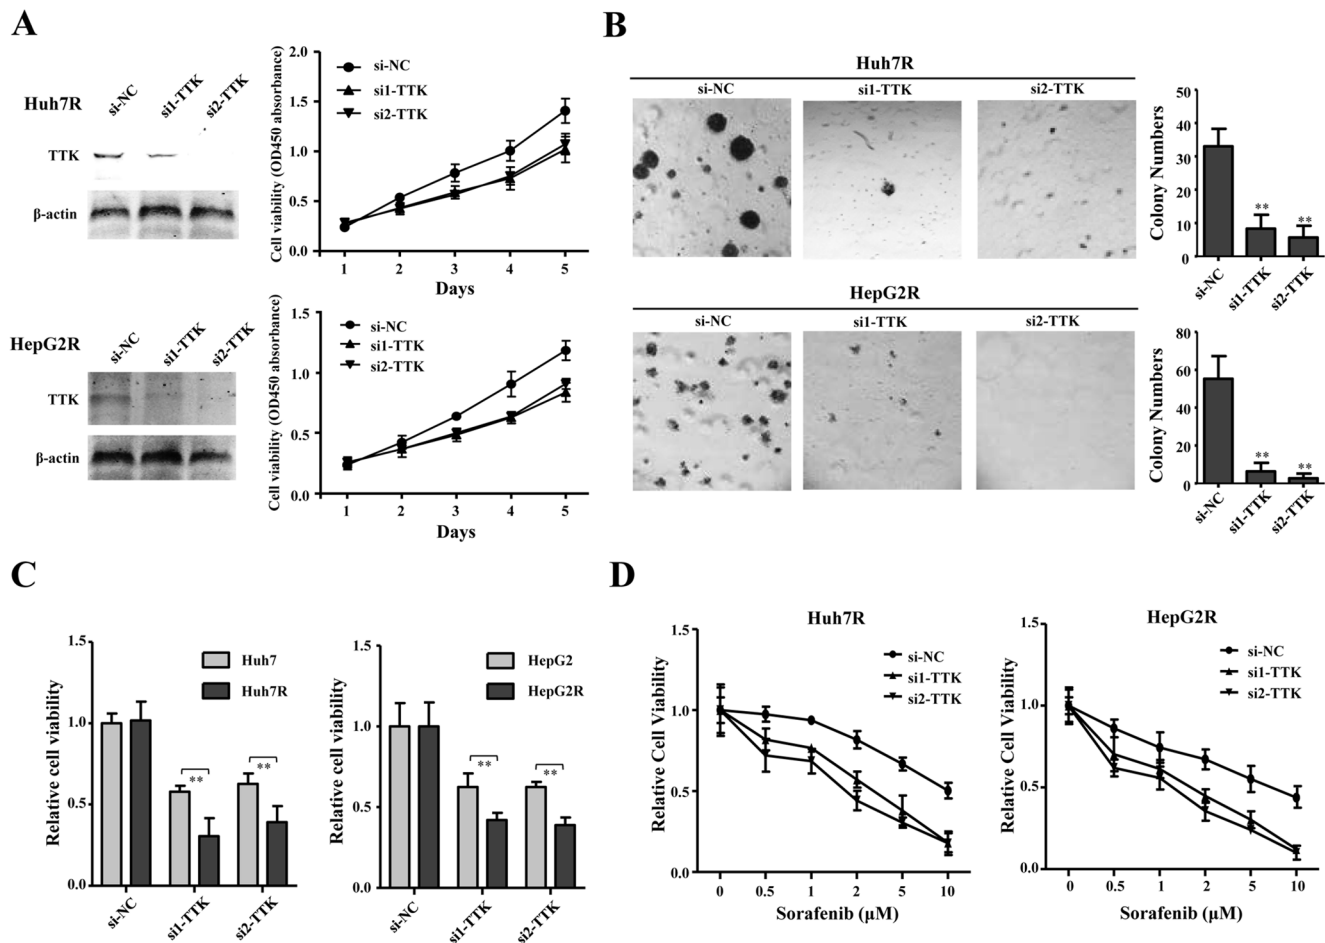 A
Huh7R
si-NC
si1-TTK
si2-TTK
TTK
β-actin
2.0
1.5
1.0
0.5
0.0
Cell viability (OD450 absorbance)
si-NC
si1-TTK
si2-TTK
1 2 3 4 5
Days
HepG2R
si-NC
si1-TTK
si2-TTK
TTK
β-actin
1.5
1.0
0.5
0.0
Cell viability (OD450 absorbance)
si-NC
si1-TTK
si2-TTK
1 2 3 4 5
Days
B
Huh7R
si-NC si1-TTK si2-TTK
50
40
30
20
10
0
Colony Numbers
** **
si-NC
si1-TTK
si2-TTK
HepG2R
si-NC si1-TTK si2-TTK
80
60
40
20
0
Colony Numbers
** **
si-NC
si1-TTK
si2-TTK
C
1.5
1.0
0.5
0.0
Relative cell viability
Huh7
Huh7R
** **
si-NC
si1-TTK
si2-TTK
1.5
1.0
0.5
0.0
Relative cell viability
HepG2
HepG2R
** **
si-NC
si1-TTK
si2-TTK
D
Huh7R
1.5
1.0
0.5
0.0
Relative Cell Viability
si-NC
si1-TTK
si2-TTK
0 0.5 1 2 5 10
Sorafenib (μM)
HepG2R
1.5
1.0
0.5
0.0
Relative Cell Viability
si-NC
si1-TTK
si2-TTK
0 0.5 1 2 5 10
Sorafenib (μM)